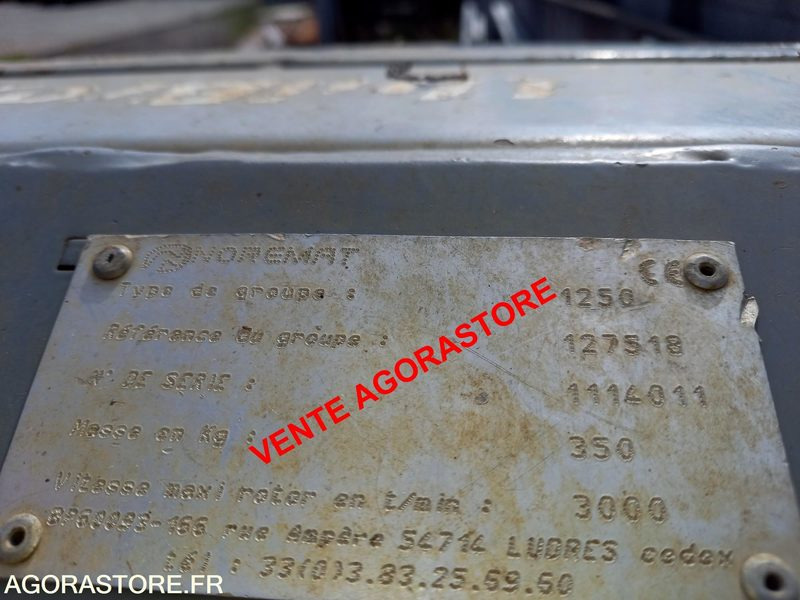 NOREMAT CE
Type de groupe : 1250
Référence du groupe : 127518
N° DE SERIE : 1114011
Masse en Kg : 350
Vitesse maxi rotor en t/min : 3000
BP60093-166 rue Ampère 54714 LUDRES cedex
tél : 33(0)3.83.25.69.60
VENTE AGORASTORE
AGORASTORE.FR